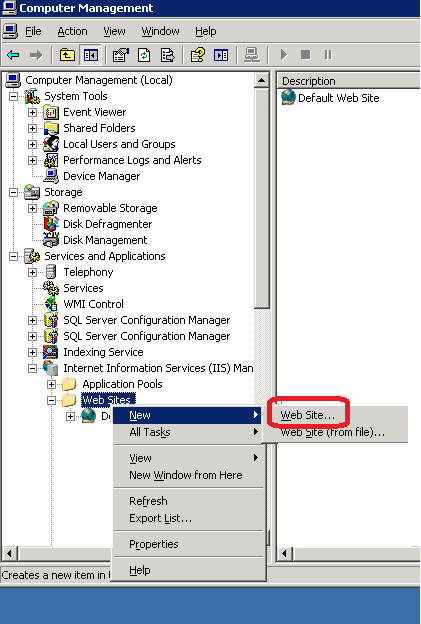 Computer Management
File Action View Window Help
Computer Management (Local)
System Tools
Event Viewer
Shared Folders
Local Users and Groups
Performance Logs and Alerts
Device Manager
Storage
Removable Storage
Disk Defragmenter
Disk Management
Services and Applications
Telephony
Services
WMI Control
SQL Server Configuration Manager
SQL Server Configuration Manager
Indexing Service
Internet Information Services (IIS) Man
Application Pools
Web Sites
Description
Default Web Site
New
All Tasks
View
New Window from Here
Refresh
Export List...
Properties
Help
Web Site...
Web Site (from file)...
Creates a new item in